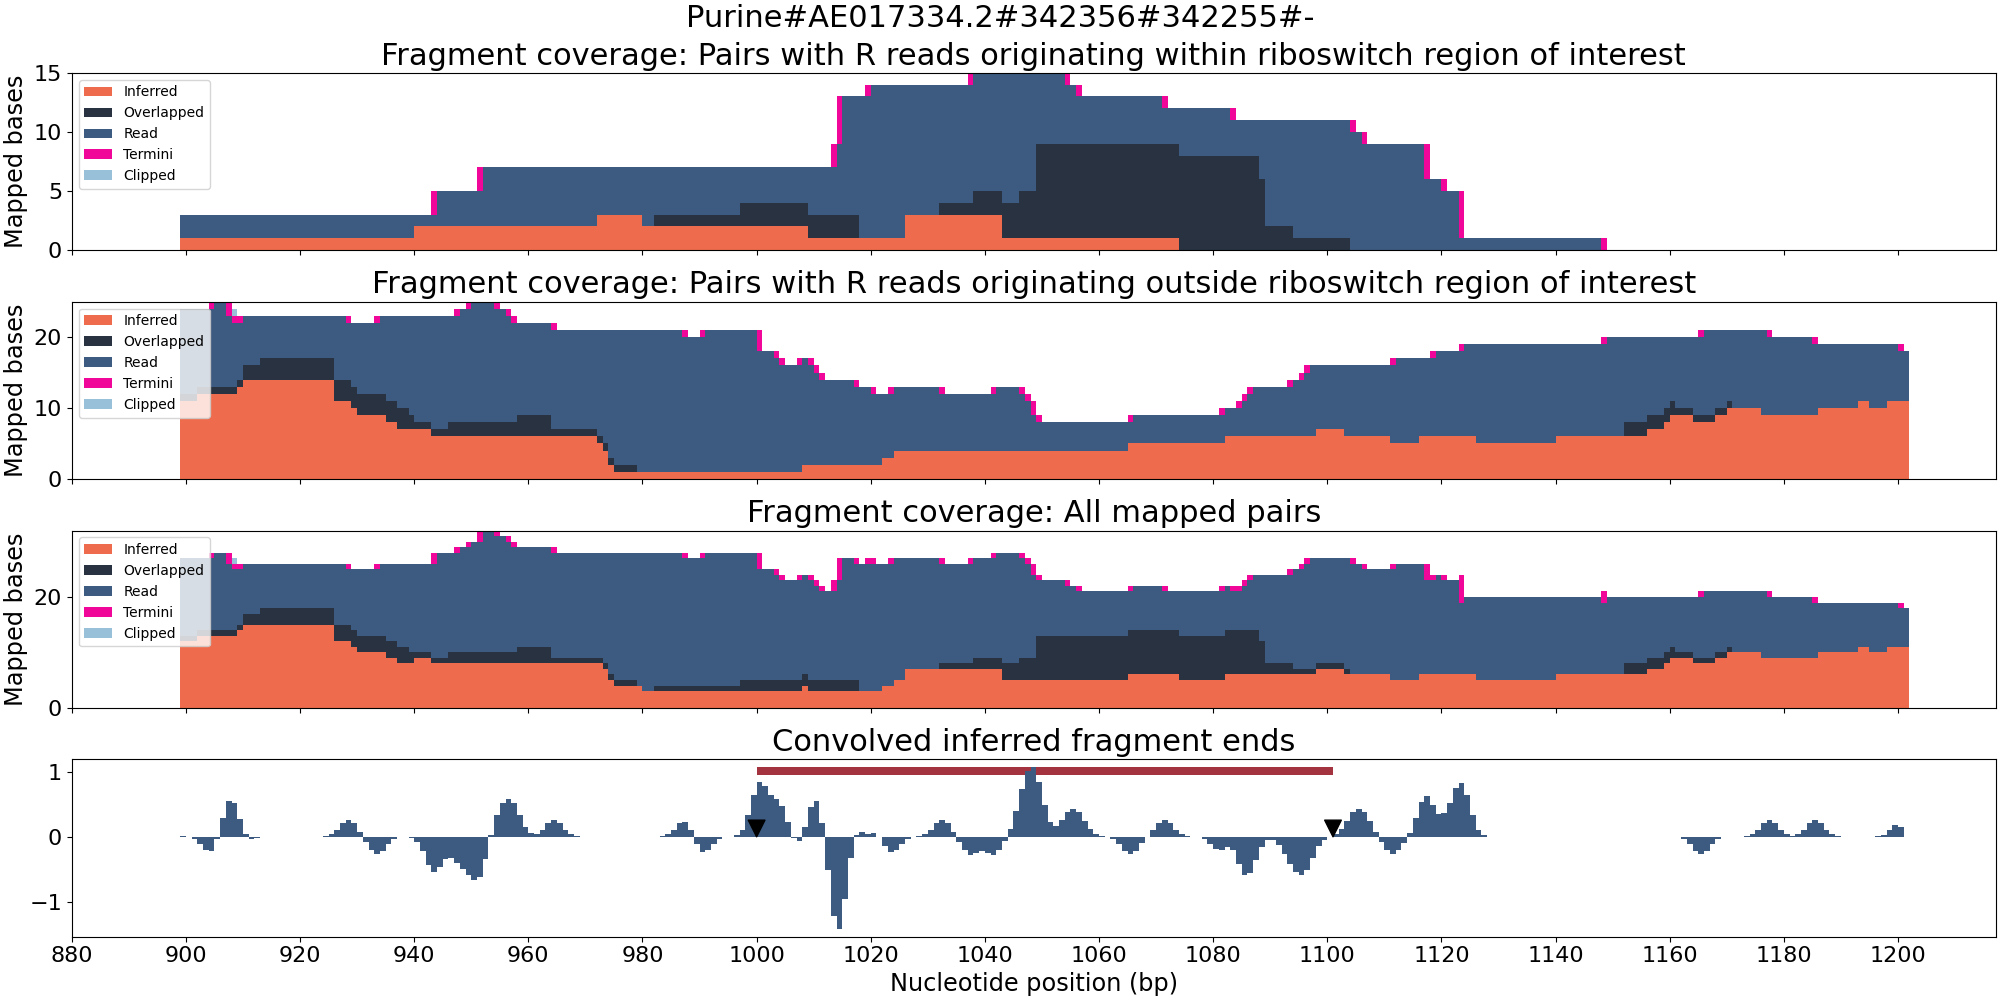 Purine#AE017334.2#342356#342255#-
Fragment coverage: Pairs with R reads originating within riboswitch region of interest
15
10
5
0
Mapped bases
Inferred
Overlapped
Read
Termini
Clipped
Fragment coverage: Pairs with R reads originating outside riboswitch region of interest
20
10
0
Mapped bases
Inferred
Overlapped
Read
Termini
Clipped
Fragment coverage: All mapped pairs
20
0
Mapped bases
Inferred
Overlapped
Read
Termini
Clipped
Convolved inferred fragment ends
1
0
−1
880 900 920 940 960 980 1000 1020 1040 1060 1080 1100 1120 1140 1160 1180 1200
Nucleotide position (bp)